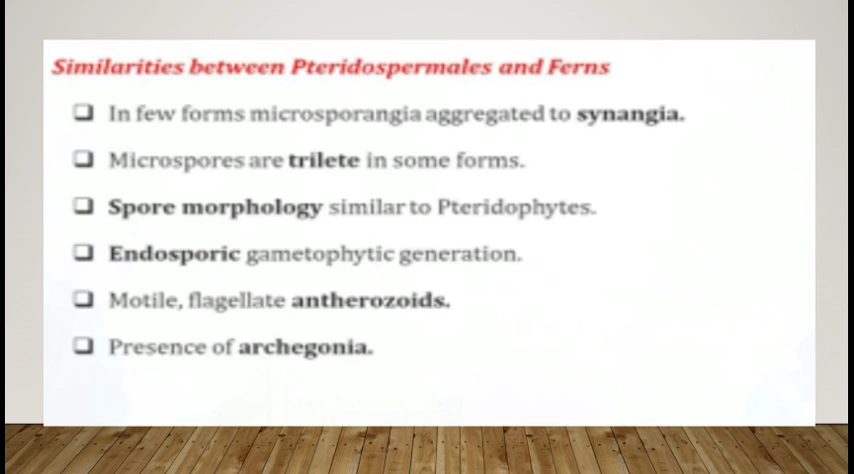 Similarities between Pteridospermales and Ferns
In few forms microsporangia aggregated to synangia.
Microspores are trilete in some forms.
Spore morphology similar to Pteridophytes.
Endosporic gametophytic generation.
Motile, flagellate antherozoids.
Presence of archegonia.